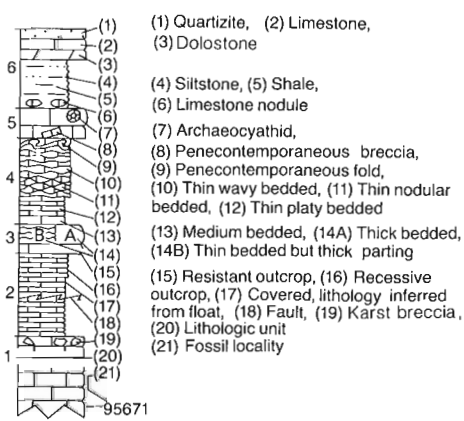 (1) Quartizite, (2) Limestone,
(3) Dolostone
(4) Siltstone, (5) Shale,
(6) Limestone nodule
(7) Archaeocyathid,
(8) Penecontemporaneous breccia,
(9) Penecontemporaneous fold,
(10) Thin wavy bedded, (11) Thin nodular
bedded, (12) Thin platy bedded
(13) Medium bedded, (14A) Thick bedded,
(14B) Thin bedded but thick parting
(15) Resistant outcrop, (16) Recessive
outcrop, (17) Covered, lithology inferred
from float, (18) Fault, (19) Karst breccia,
(20) Lithologic unit
(21) Fossil locality
(1)
(2)
(3)
6
(4)
(5)
(6)
5
(7)
(8)
(9)
4
(10)
(11)
(12)
(13)
3
B
A
(14)
(15)
(16)
2
(17)
(18)
(19)
1
(20)
(21)
95671